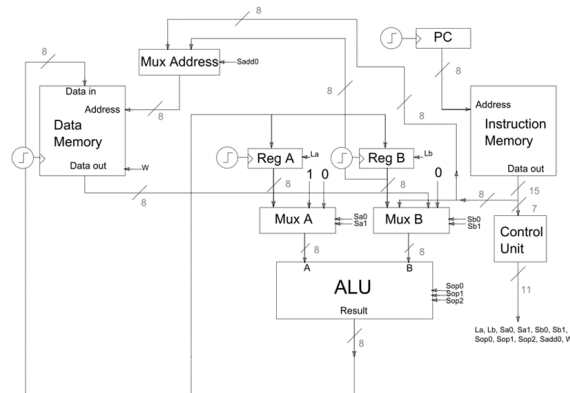 8
8
PC
8
Mux Address
Sadd0
8
Data in
Address
8
Data
Memory
Data out
W
8
8
Address
Instruction
Memory
Data out
8
Reg A
La
Reg B
Lb
8
1 0
8
0
8
15
7
Mux A
Sa0
Sa1
Mux B
Sb0
Sb1
Control
Unit
8
8
11
A
B
ALU
Sop0
Sop1
Sop2
Result
8
La, Lb, Sa0, Sa1, Sb0, Sb1,
Sop0, Sop1, Sop2, Sadd0, W